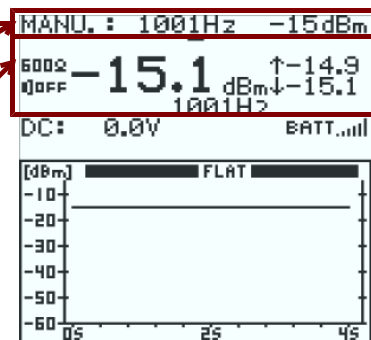 MANU.: 1001Hz -15dBm
600Ω -15.1 dBm ↑-14.9
OFF ↓-15.1
1001Hz
DC: 0.0V BATT.
[dBm] FLAT
-10
-20
-30
-40
-50
-60
0s 2s 4s